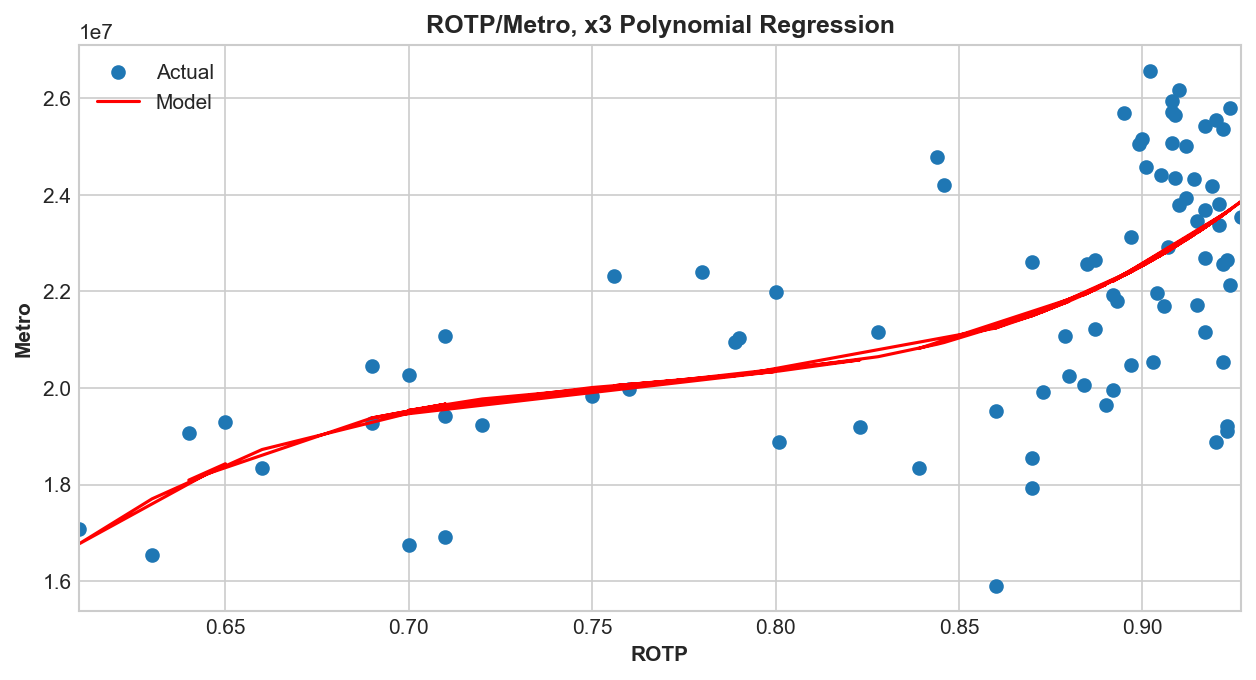 ROTP/Metro, x3 Polynomial Regression
1e7
Actual
Model
2.6
2.4
2.2
2.0
1.8
1.6
Metro
0.65 0.70 0.75 0.80 0.85 0.90
ROTP